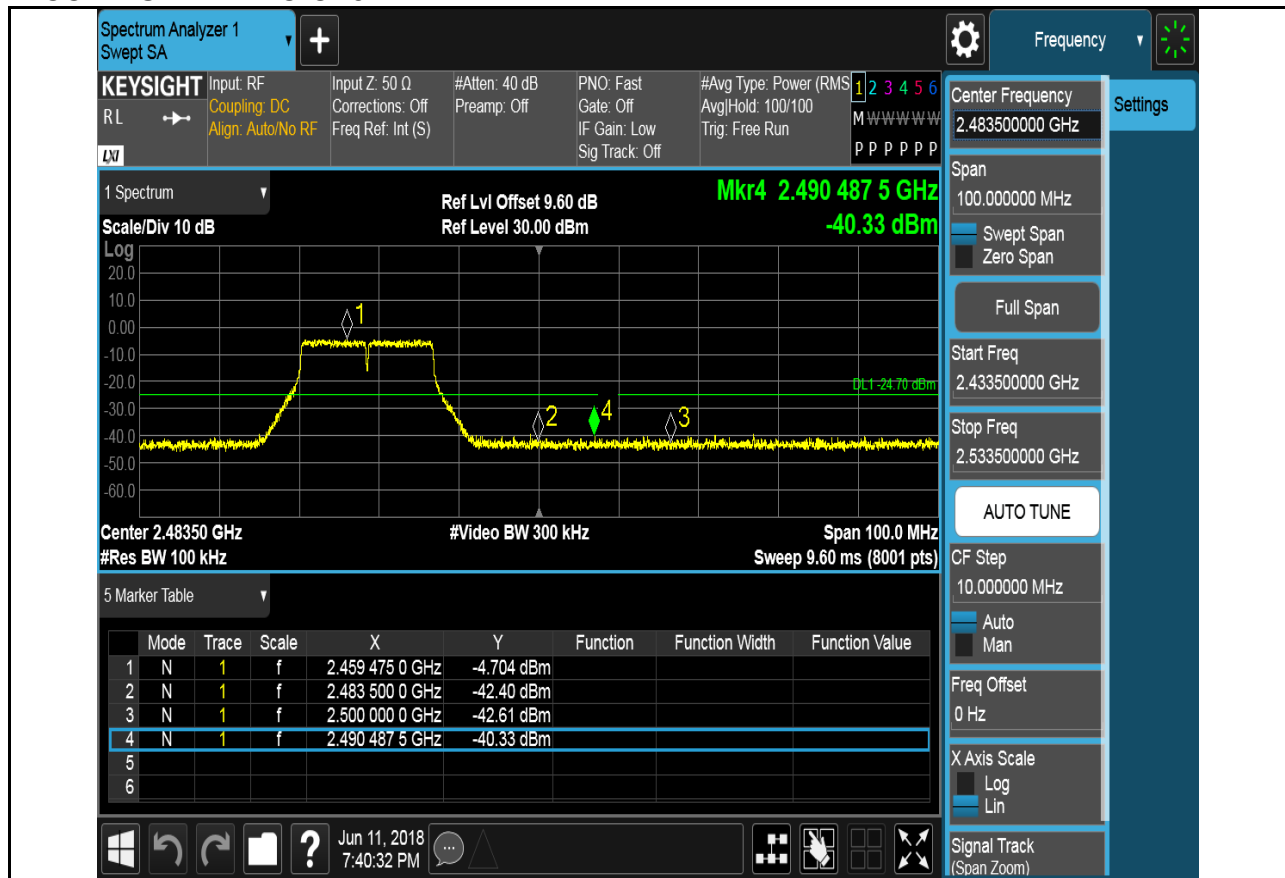 Spectrum Analyzer 1
Swept SA
+
Frequency
KEYSIGHT
RL
LXI
Input: RF
Coupling: DC
Align: Auto/No RF
Input Z: 50 Ω
Corrections: Off
Freq Ref: Int (S)
#Atten: 40 dB
Preamp: Off
PNO: Fast
Gate: Off
IF Gain: Low
Sig Track: Off
#Avg Type: Power (RMS
Avg|Hold: 100/100
Trig: Free Run
1 2 3 4 5 6
M W W W W W
P P P P P P
1 Spectrum
Scale/Div 10 dB
Ref Lvl Offset 9.60 dB
Ref Level 30.00 dBm
Mkr4 2.490 487 5 GHz
-40.33 dBm
Log
20.0
10.0
0.00
-10.0
-20.0
-30.0
-40.0
-50.0
-60.0
1
2
4
3
DL1 -24.70 dBm
Center 2.48350 GHz
#Res BW 100 kHz
#Video BW 300 kHz
Span 100.0 MHz
Sweep 9.60 ms (8001 pts)
5 Marker Table
Mode Trace Scale X Y Function Function Width Function Value
1 N 1 f 2.459 475 0 GHz -4.704 dBm
2 N 1 f 2.483 500 0 GHz -42.40 dBm
3 N 1 f 2.500 000 0 GHz -42.61 dBm
4 N 1 f 2.490 487 5 GHz -40.33 dBm
5
6
?
Jun 11, 2018
7:40:32 PM
Center Frequency
2.483500000 GHz
Settings
Span
100.000000 MHz
Swept Span
Zero Span
Full Span
Start Freq
2.433500000 GHz
Stop Freq
2.533500000 GHz
AUTO TUNE
CF Step
10.000000 MHz
Auto
Man
Freq Offset
0 Hz
X Axis Scale
Log
Lin
Signal Track
(Span Zoom)